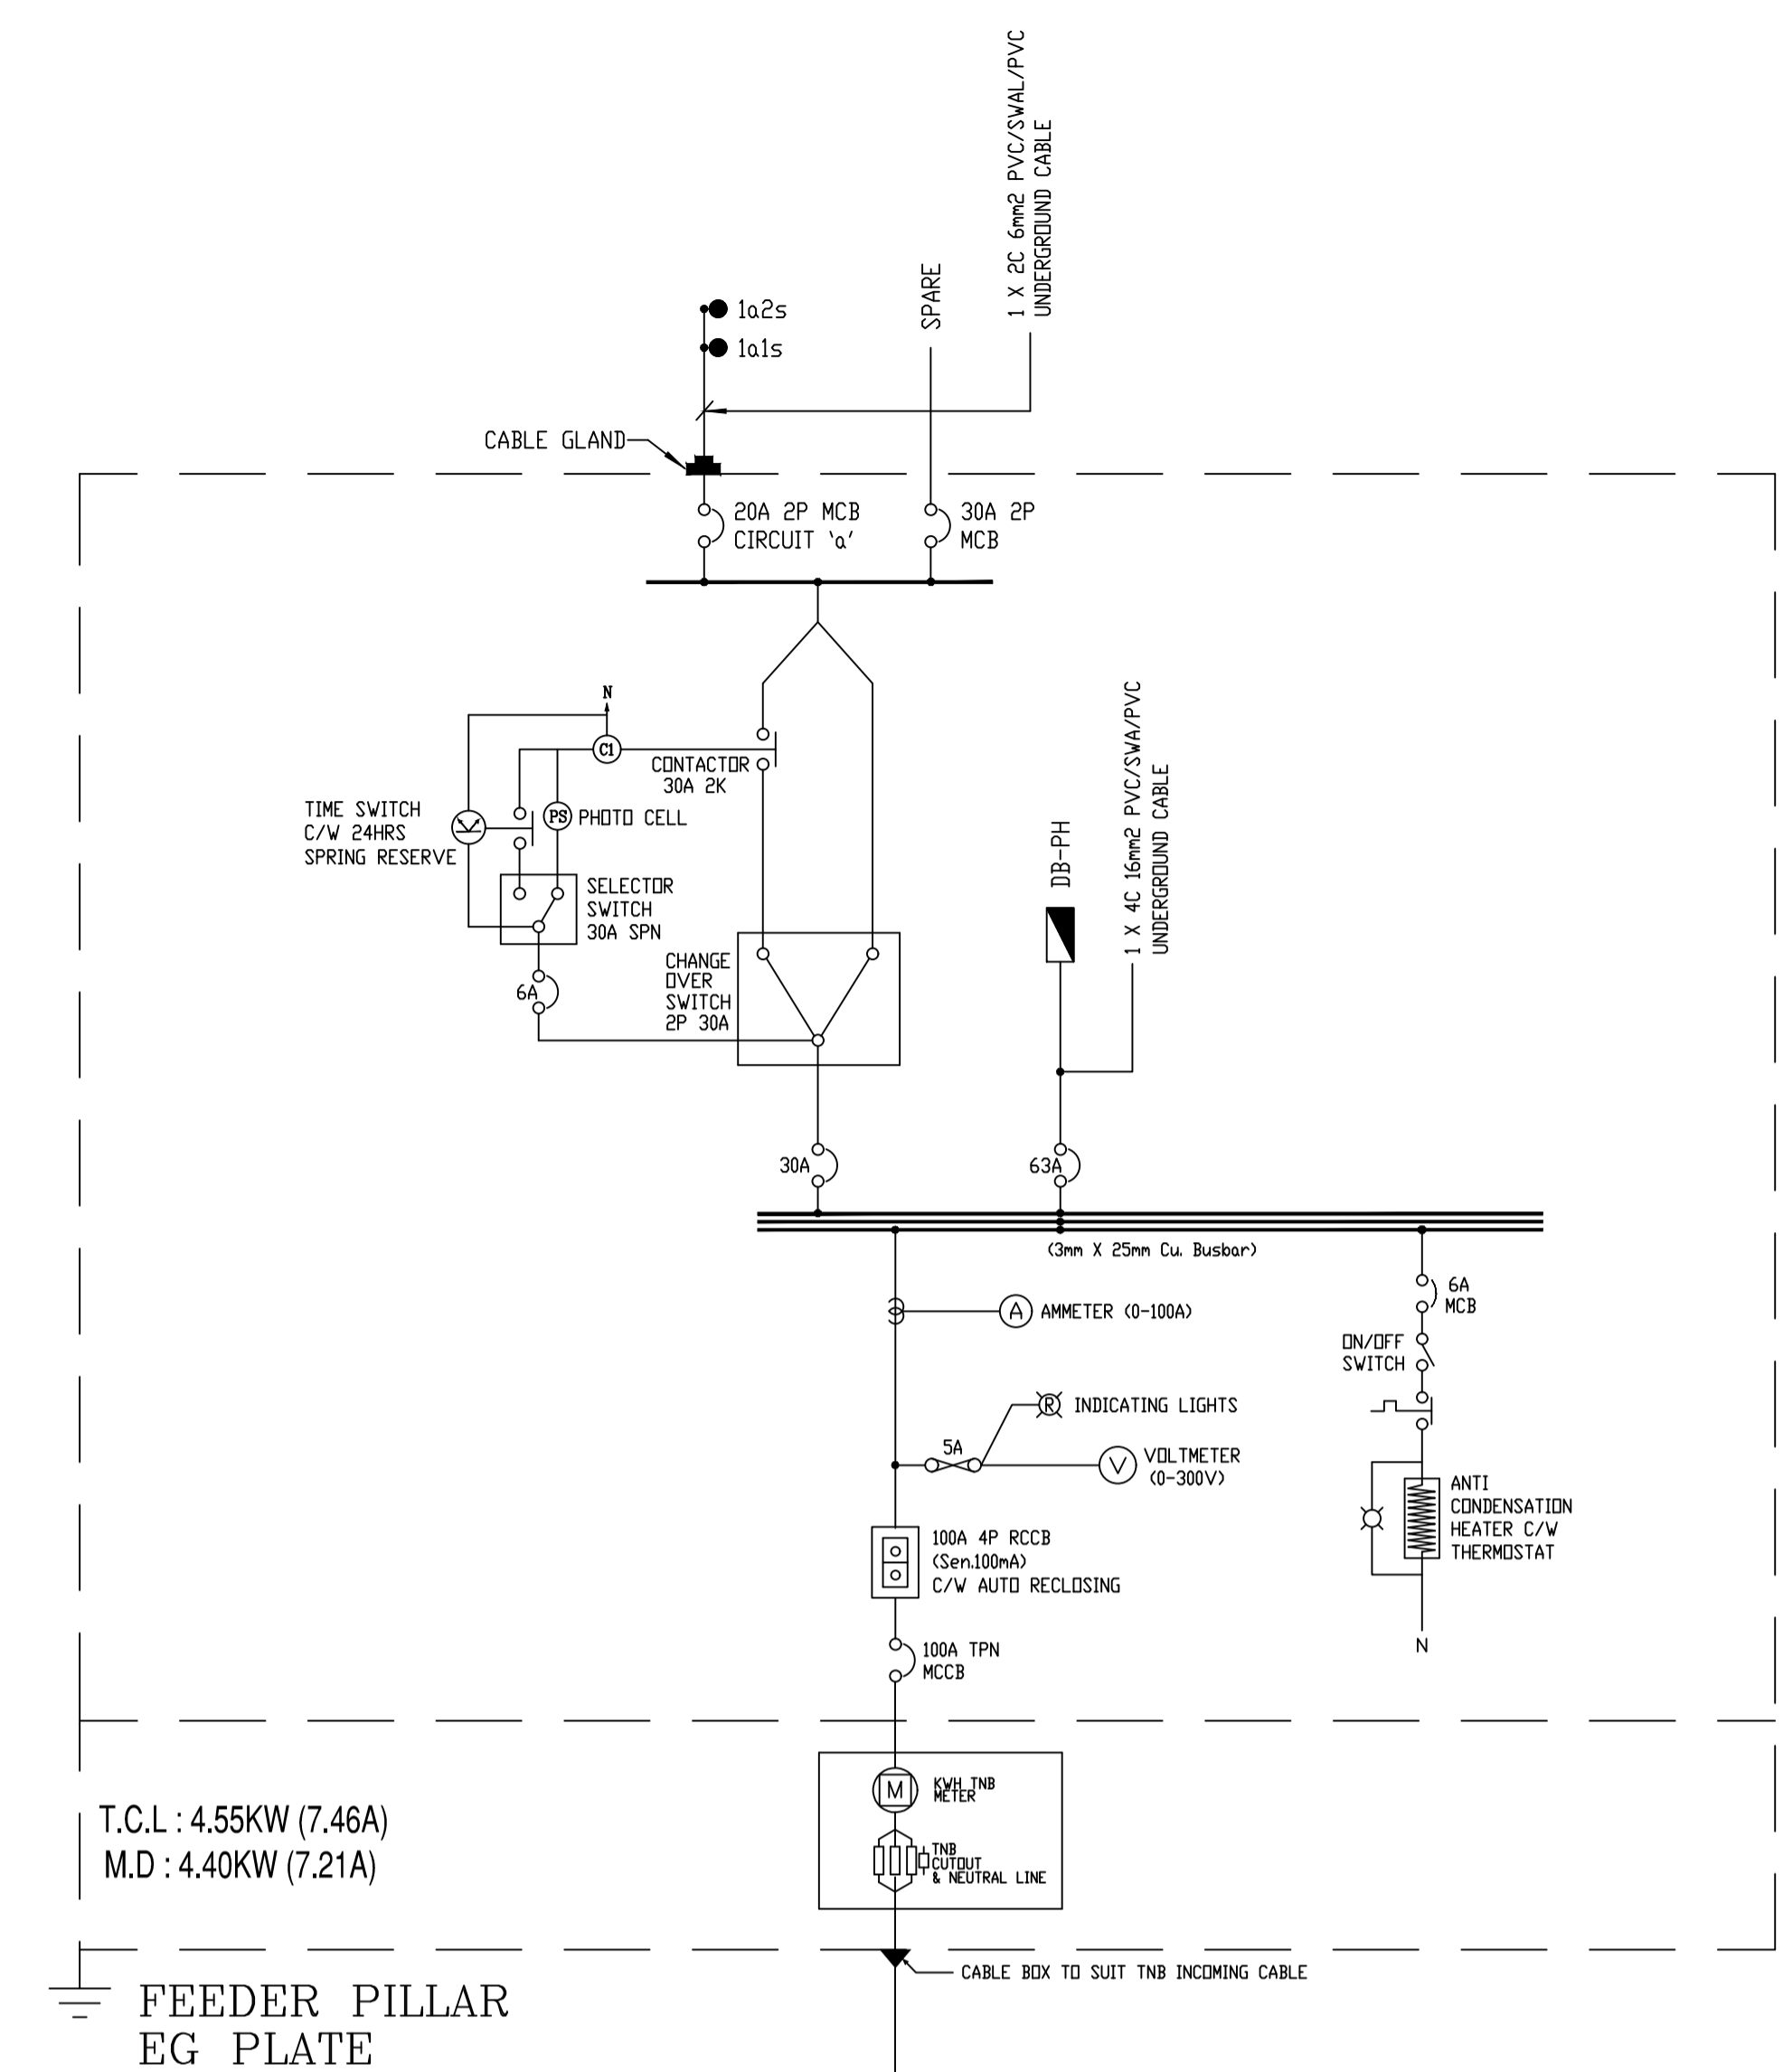 1 X 2C 6mm2 PVC/SWAL/PVC
UNDERGROUND CABLE
SPARE
1a2s
1a1s
CABLE GLAND
20A 2P MCB
CIRCUIT 'a'
30A 2P
MCB
N
C1
CONTACTOR
30A 2K
TIME SWITCH
C/W 24HRS
SPRING RESERVE
PS
PHOTO CELL
SELECTOR
SWITCH
30A SPN
6A
CHANGE
OVER
SWITCH
2P 30A
DB-PH
1 X 4C 16mm2 PVC/SWA/PVC
UNDERGROUND CABLE
30A
63A
(3mm X 25mm Cu. Busbar)
A
AMMETER (0-100A)
6A
MCB
ON/OFF
SWITCH
R
INDICATING LIGHTS
5A
V
VOLTMETER
(0-300V)
ANTI
CONDENSATION
HEATER C/W
THERMOSTAT
N
100A 4P RCCB
(Sen.100mA)
C/W AUTO RECLOSING
100A TPN
MCCB
M
KWH TNB
METER
TNB
CUTOUT
& NEUTRAL LINE
T.C.L : 4.55KW (7.46A)
M.D : 4.40KW (7.21A)
CABLE BOX TO SUIT TNB INCOMING CABLE
FEEDER PILLAR
EG PLATE